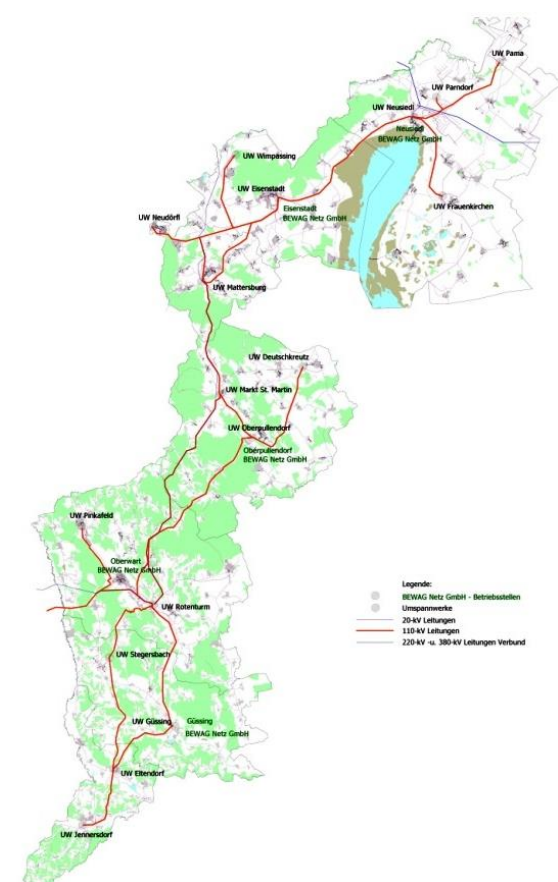 UW Pama
UW Parndorf
UW Neusiedl
Neusiedl
BEWAG Netz GmbH
UW Wimpassing
UW Eisenstadt
Eisenstadt
BEWAG Netz GmbH
UW Frauenkirchen
UW Neudörfl
UW Mattersburg
UW Deutschkreutz
UW Markt St. Martin
UW Oberpullendorf
Oberpullendorf
BEWAG Netz GmbH
UW Pinkafeld
Oberwart
BEWAG Netz GmbH
UW Rotenturm
Legende:
BEWAG Netz GmbH - Betriebsstellen
Umspannwerke
20-kV Leitungen
110-kV Leitungen
220-kV -u. 380-kV Leitungen Verbund
UW Stegersbach
UW Güssing
Güssing
BEWAG Netz GmbH
UW Eltendorf
UW Jennersdorf